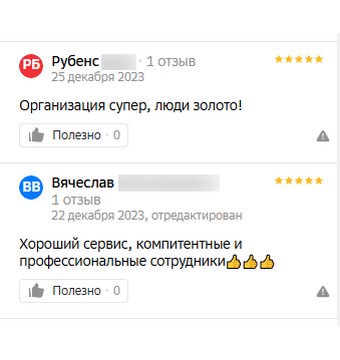 РБ Рубенс · 1 отзыв
25 декабря 2023
Организация супер, люди золото!
Полезно · 0
ВВ Вячеслав
1 отзыв
22 декабря 2023, отредактирован
Хороший сервис, компитентные и
профессиональные сотрудники👍👍👍
Полезно · 0